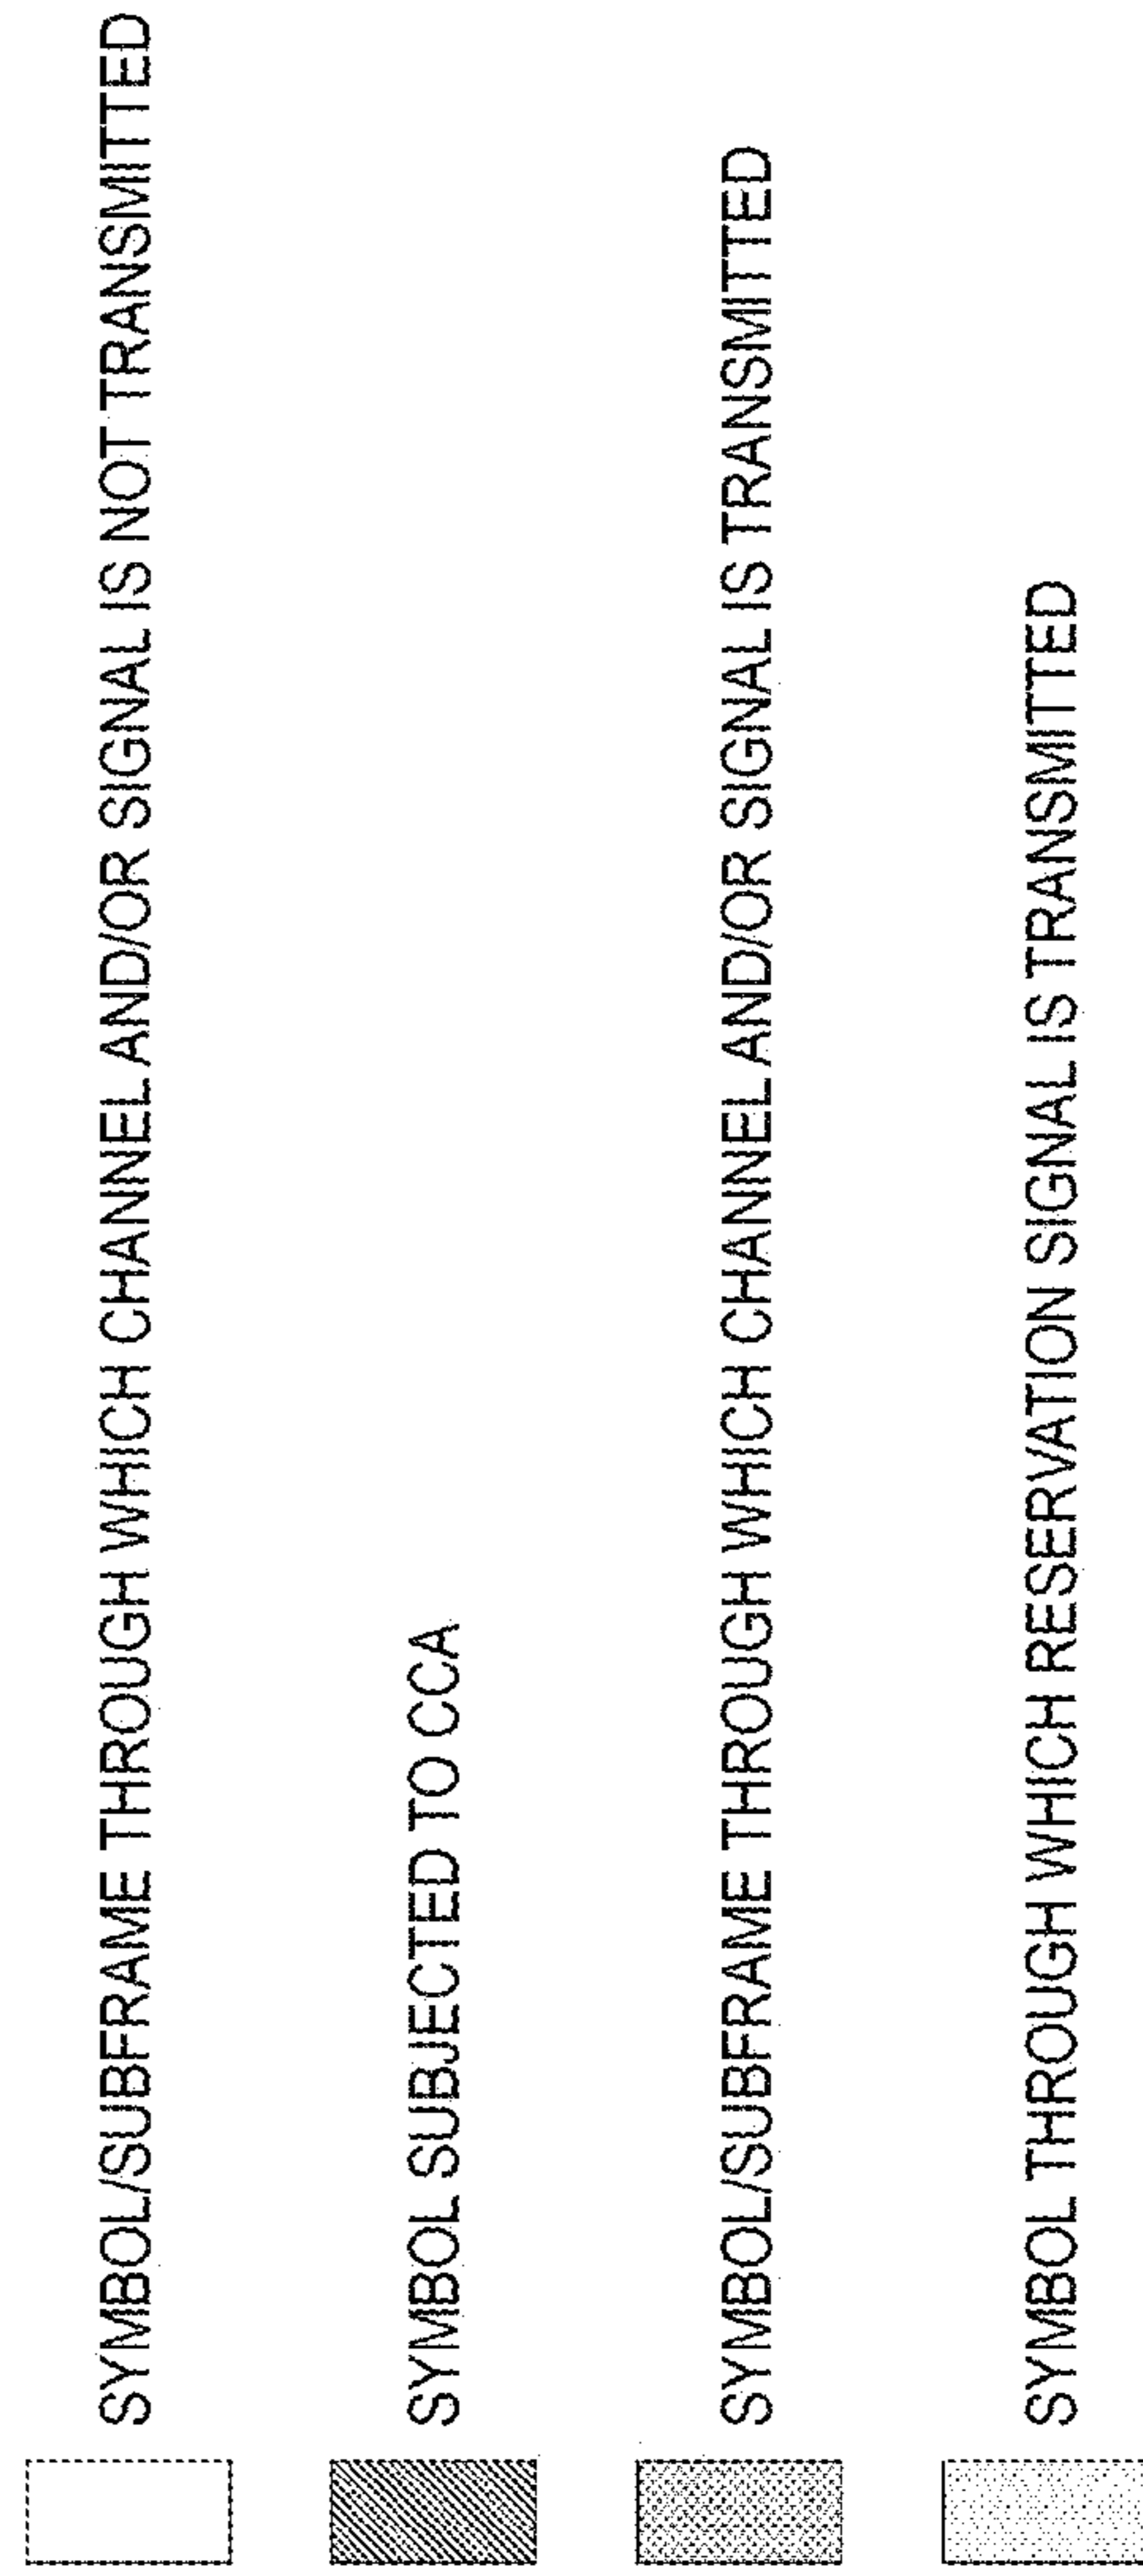 SYMBOL/SUBFRAME THROUGH WHICH CHANNEL AND/OR SIGNAL IS NOT TRANSMITTED
SYMBOL SUBJECTED TO CCA
SYMBOL/SUBFRAME THROUGH WHICH CHANNEL AND/OR SIGNAL IS TRANSMITTED
SYMBOL THROUGH WHICH RESERVATION SIGNAL IS TRANSMITTED